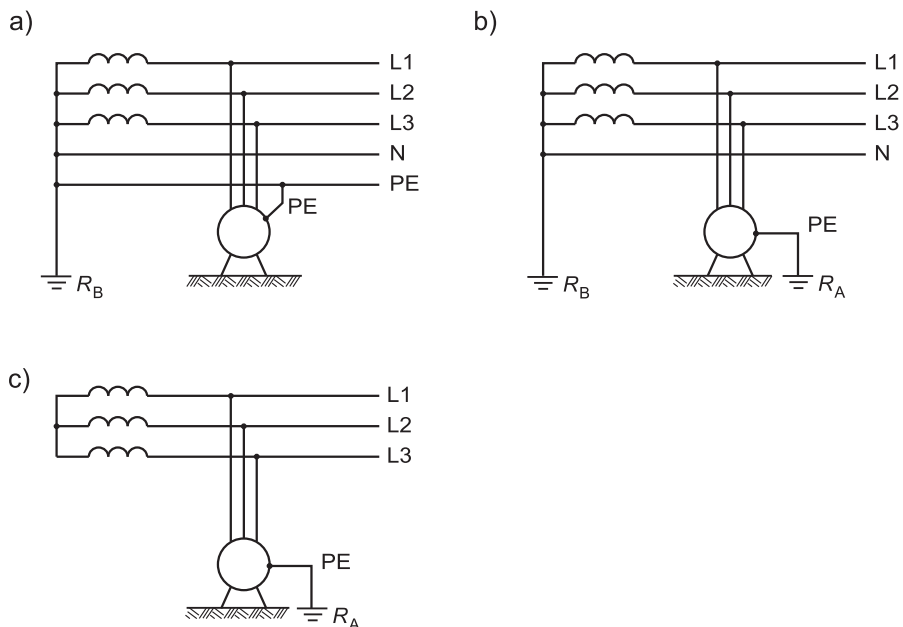 a)
L1
L2
L3
N
PE
PE
R_B
b)
L1
L2
L3
N
PE
R_B
R_A
c)
L1
L2
L3
PE
R_A